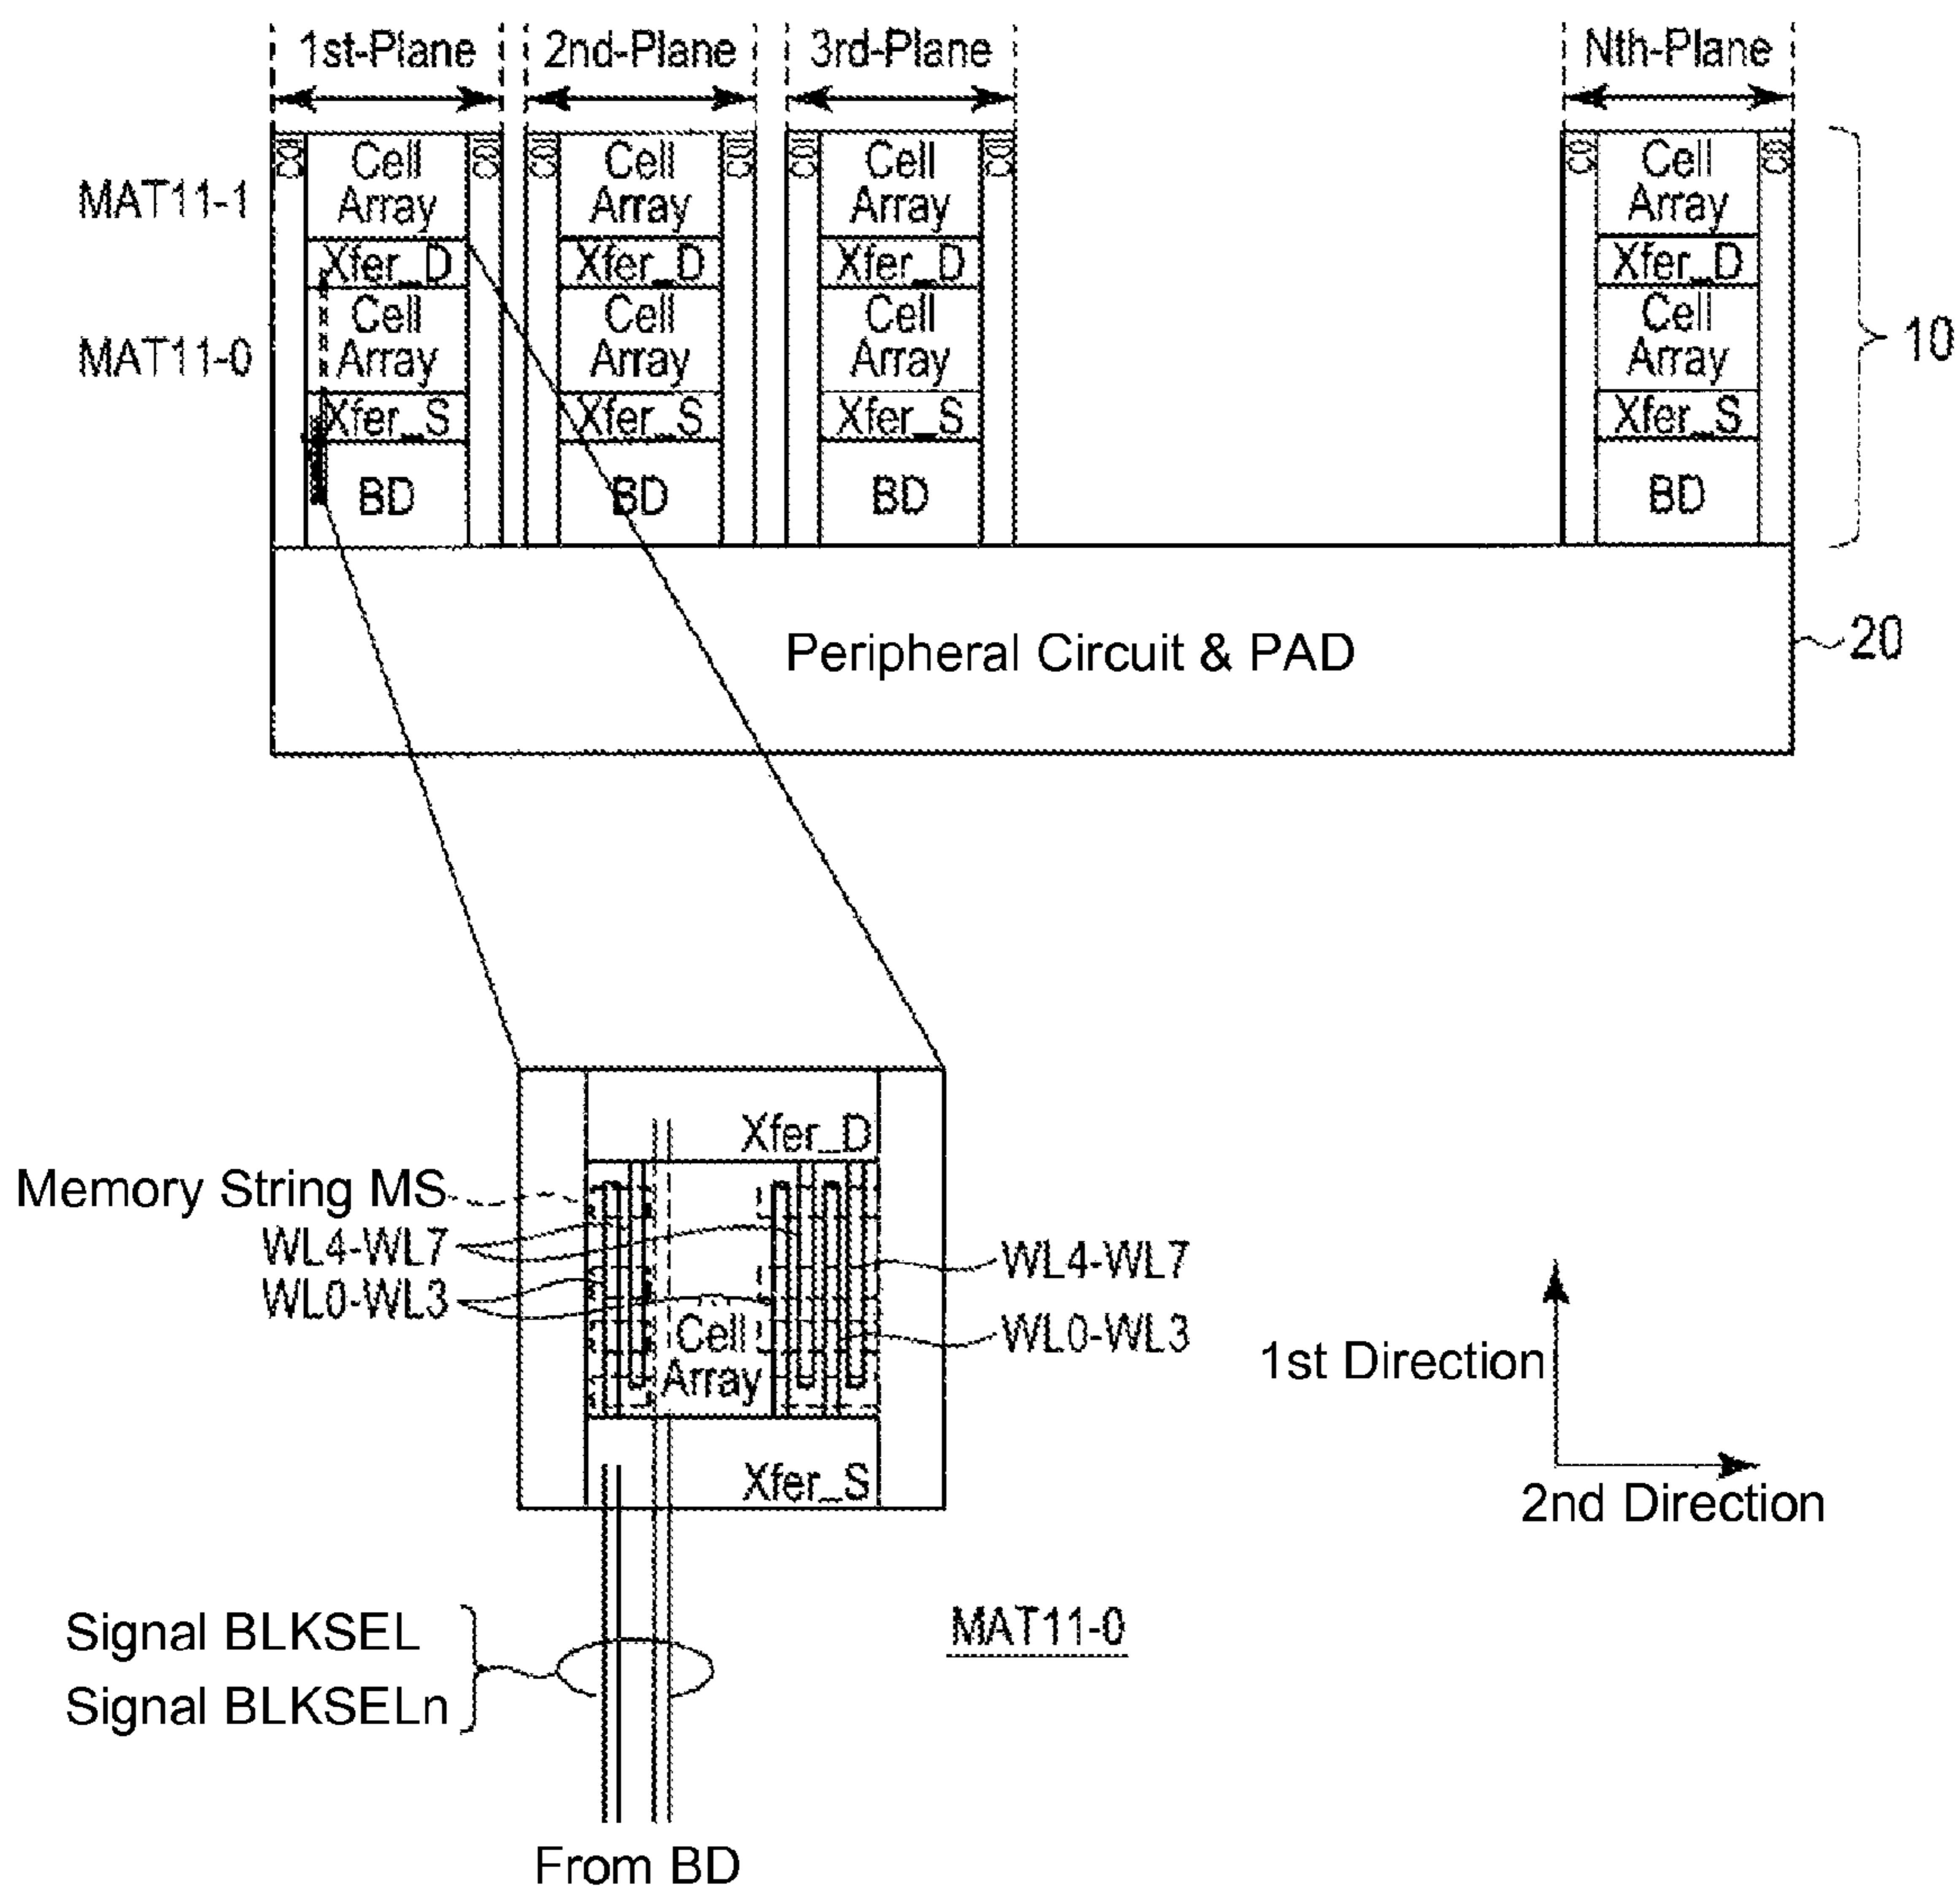 1st-Plane 2nd-Plane 3rd-Plane Nth-Plane
Cell Array Cell Array Cell Array Cell Array
MAT11-1
Xfer_D Xfer_D Xfer_D Xfer_D
Cell Array Cell Array Cell Array Cell Array
MAT11-0
10
Xfer_S Xfer_S Xfer_S Xfer_S
BD BD BD BD
Peripheral Circuit & PAD
20
Xfer_D
Memory String MS
WL4-WL7
WL0-WL3
WL4-WL7
WL0-WL3
Cell
Array
Xfer_S
1st Direction
2nd Direction
Signal BLKSEL
Signal BLKSELn
MAT11-0
From BD